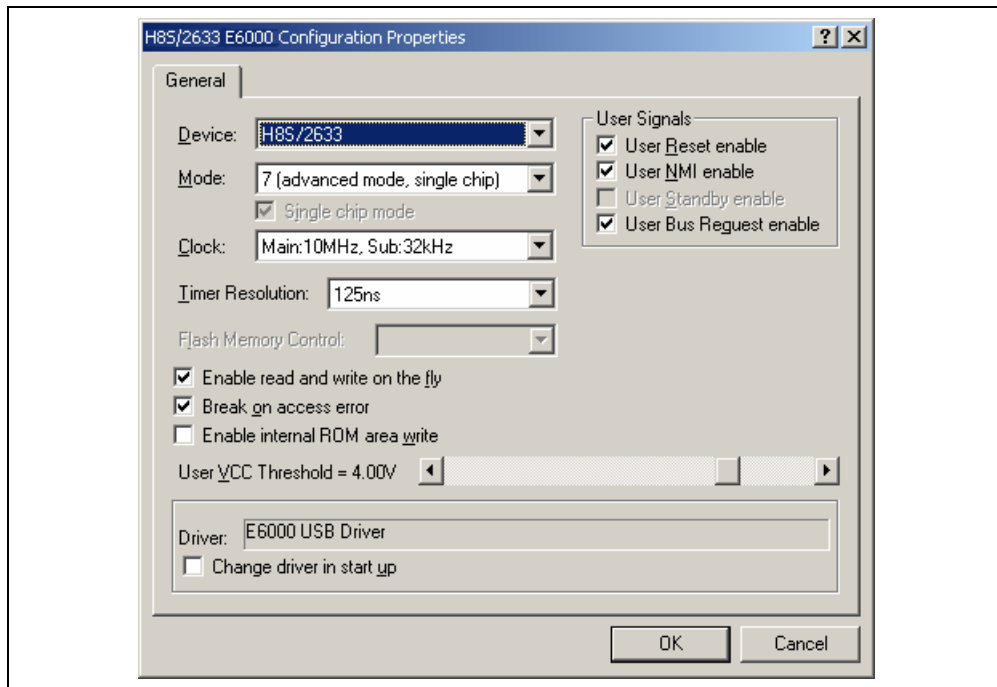 H8S/2633 E6000 Configuration Properties
General
Device: H8S/2633
Mode: 7 (advanced mode, single chip)
Single chip mode
Clock: Main:10MHz, Sub:32kHz
Timer Resolution: 125ns
Flash Memory Control:
Enable read and write on the fly
Break on access error
Enable internal ROM area write
User VCC Threshold = 4.00V
User Signals
User Reset enable
User NMI enable
User Standby enable
User Bus Reguest enable
Driver: E6000 USB Driver
Change driver in start up
OK Cancel